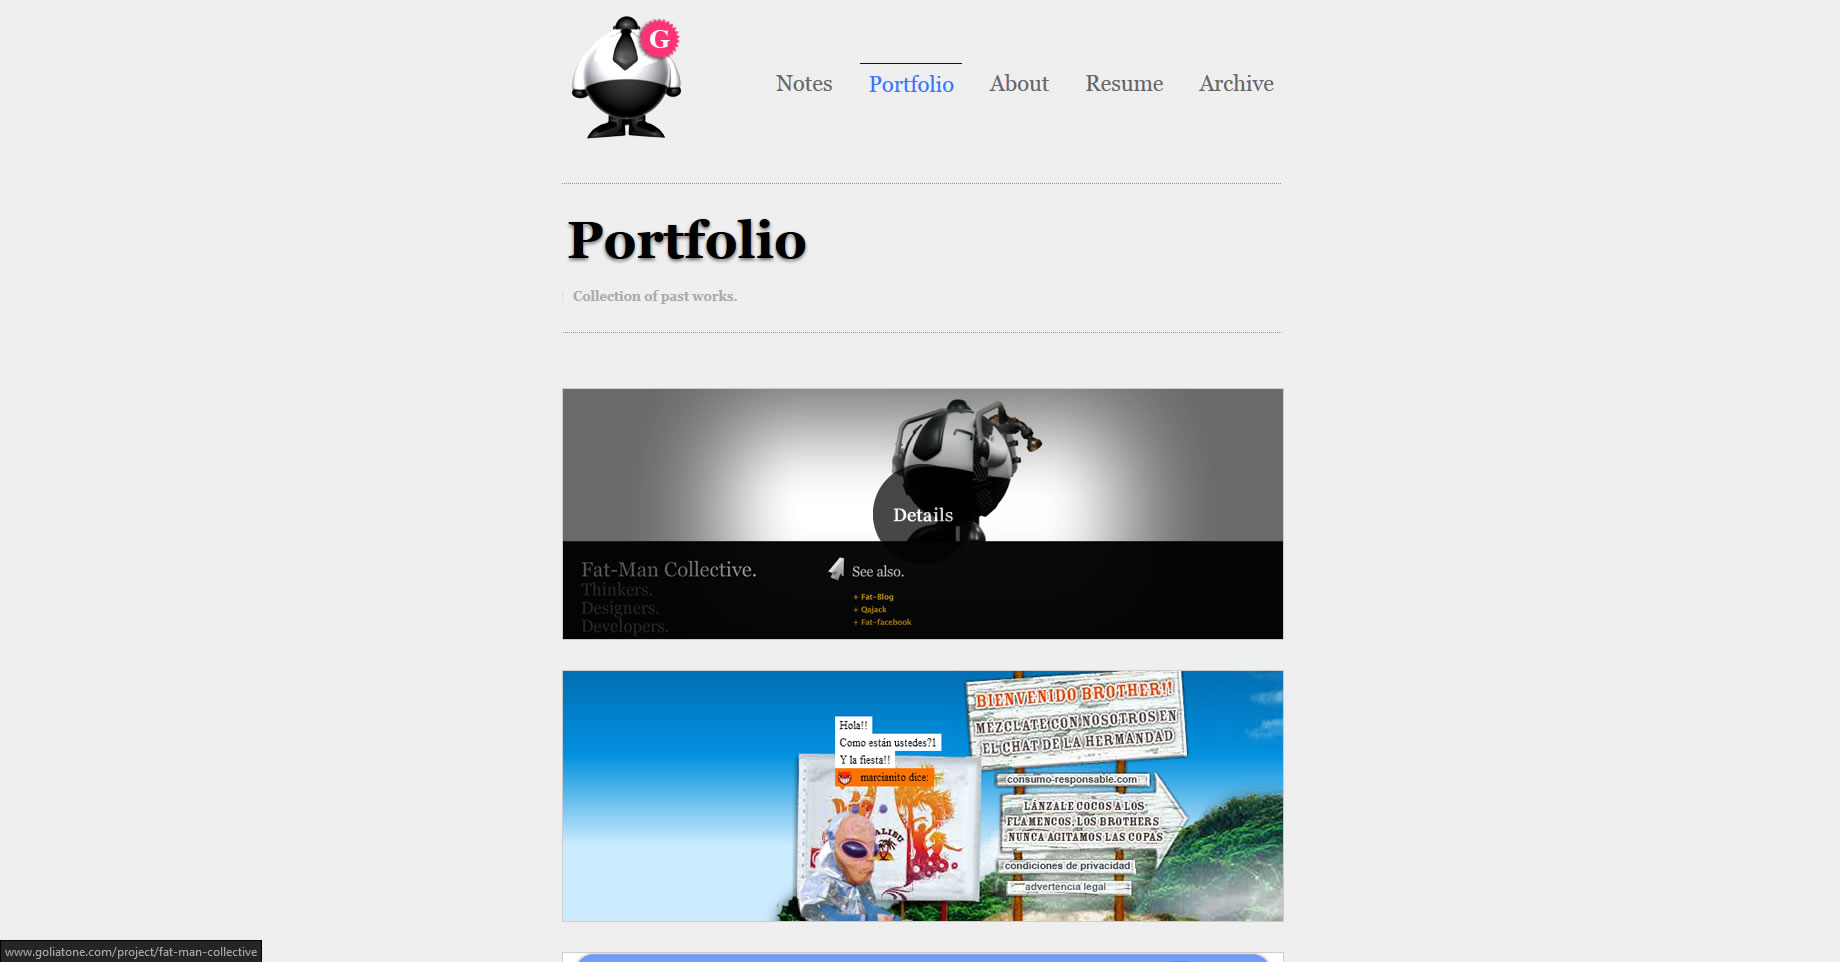 G
Notes Portfolio About Resume Archive
Portfolio
Collection of past works.
Details
Fat-Man Collective.
Thinkers.
Designers.
Developers.
See also.
+ Fat-Blog
+ Qajack
+ Fat-facebook
BIENVENIDO BROTHER!!
MÉZCLATE CON NOSOTROS EN
EL CHAT DE LA HERMANDAD
Hola!!
Como están ustedes?1
Y la fiesta!!
marcianito dice:
consumo-responsable.com
LÁNZALE COCOS A LOS
FLAMENCOS, LOS BROTHERS
NUNCA AGITAMOS LAS COPAS
condiciones de privacidad
advertencia legal
www.goliatone.com/project/fat-man-collective